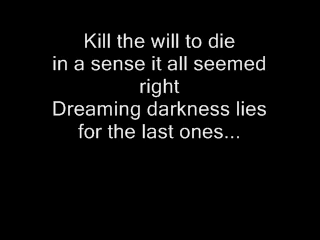 Kill the will to die
in a sense it all seemed
right
Dreaming darkness lies
for the last ones...